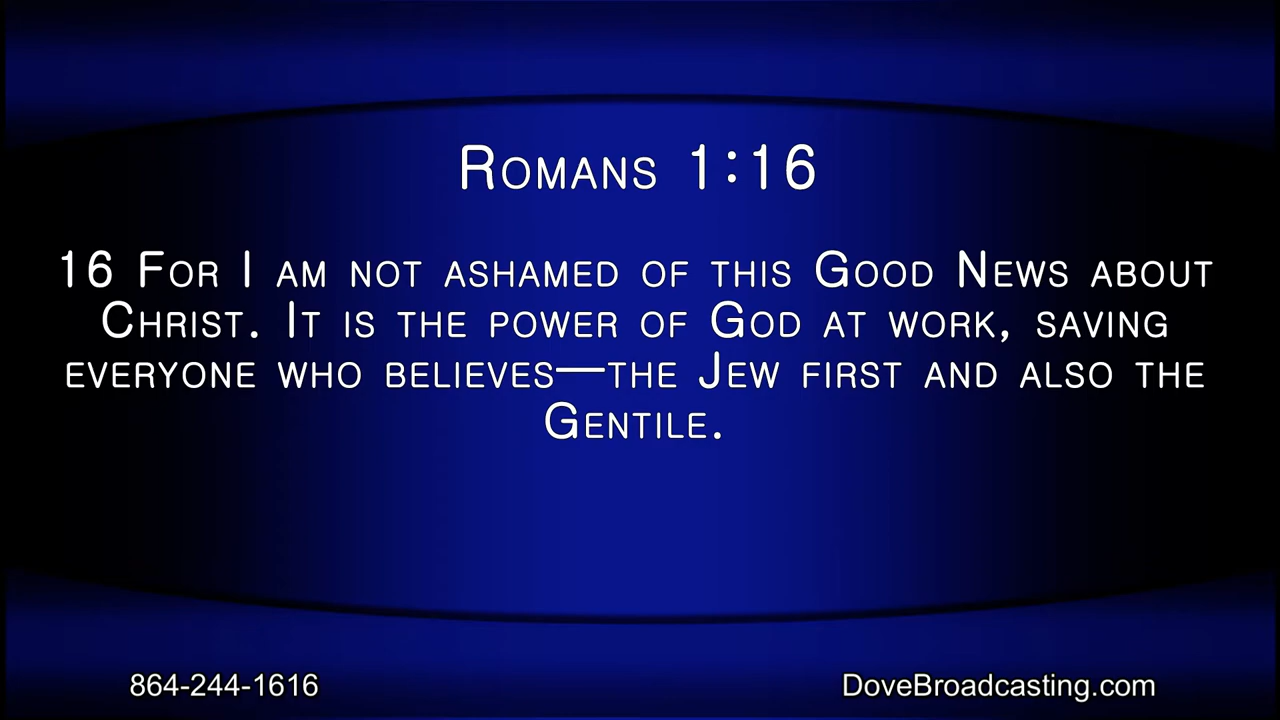 Romans 1:16
16 For I am not ashamed of this Good News about
Christ. It is the power of God at work, saving
everyone who believes—the Jew first and also the
Gentile.
864-244-1616
DoveBroadcasting.com